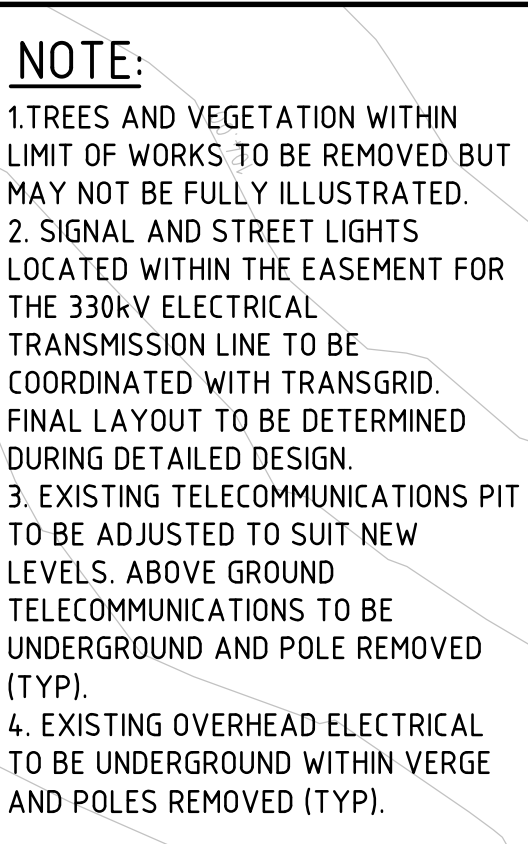 NOTE:
1.TREES AND VEGETATION WITHIN
LIMIT OF WORKS TO BE REMOVED BUT
MAY NOT BE FULLY ILLUSTRATED.
2. SIGNAL AND STREET LIGHTS
LOCATED WITHIN THE EASEMENT FOR
THE 330kV ELECTRICAL
TRANSMISSION LINE TO BE
COORDINATED WITH TRANSGRID.
FINAL LAYOUT TO BE DETERMINED
DURING DETAILED DESIGN.
3. EXISTING TELECOMMUNICATIONS PIT
TO BE ADJUSTED TO SUIT NEW
LEVELS. ABOVE GROUND
TELECOMMUNICATIONS TO BE
UNDERGROUND AND POLE REMOVED
(TYP).
4. EXISTING OVERHEAD ELECTRICAL
TO BE UNDERGROUND WITHIN VERGE
AND POLES REMOVED (TYP).